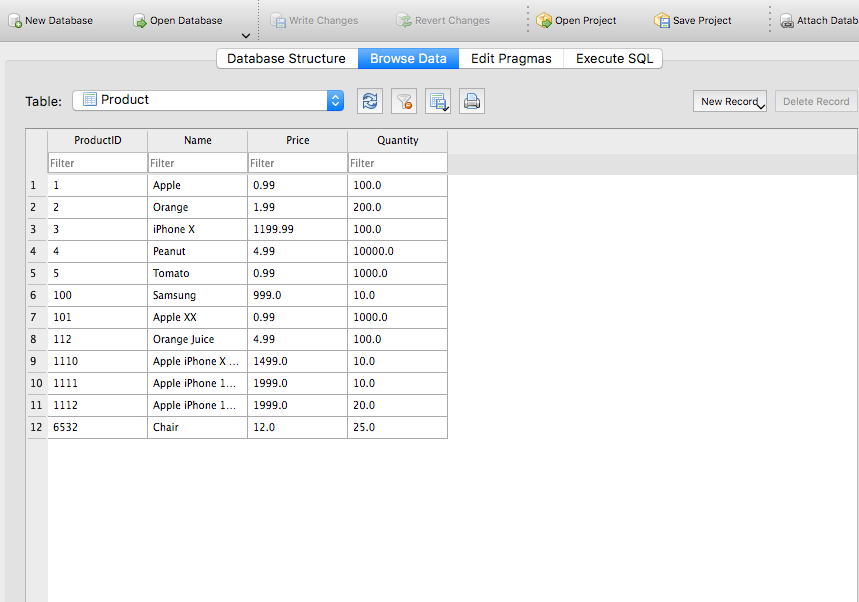 New Database Open Database Write Changes Revert Changes Open Project Save Project Attach Datab
Database Structure Browse Data Edit Pragmas Execute SQL
Table: Product New Record Delete Record
ProductID Name Price Quantity
Filter Filter Filter Filter
1 1 Apple 0.99 100.0
2 2 Orange 1.99 200.0
3 3 iPhone X 1199.99 100.0
4 4 Peanut 4.99 10000.0
5 5 Tomato 0.99 1000.0
6 100 Samsung 999.0 10.0
7 101 Apple XX 0.99 1000.0
8 112 Orange Juice 4.99 100.0
9 1110 Apple iPhone X ... 1499.0 10.0
10 1111 Apple iPhone 1... 1999.0 10.0
11 1112 Apple iPhone 1... 1999.0 20.0
12 6532 Chair 12.0 25.0